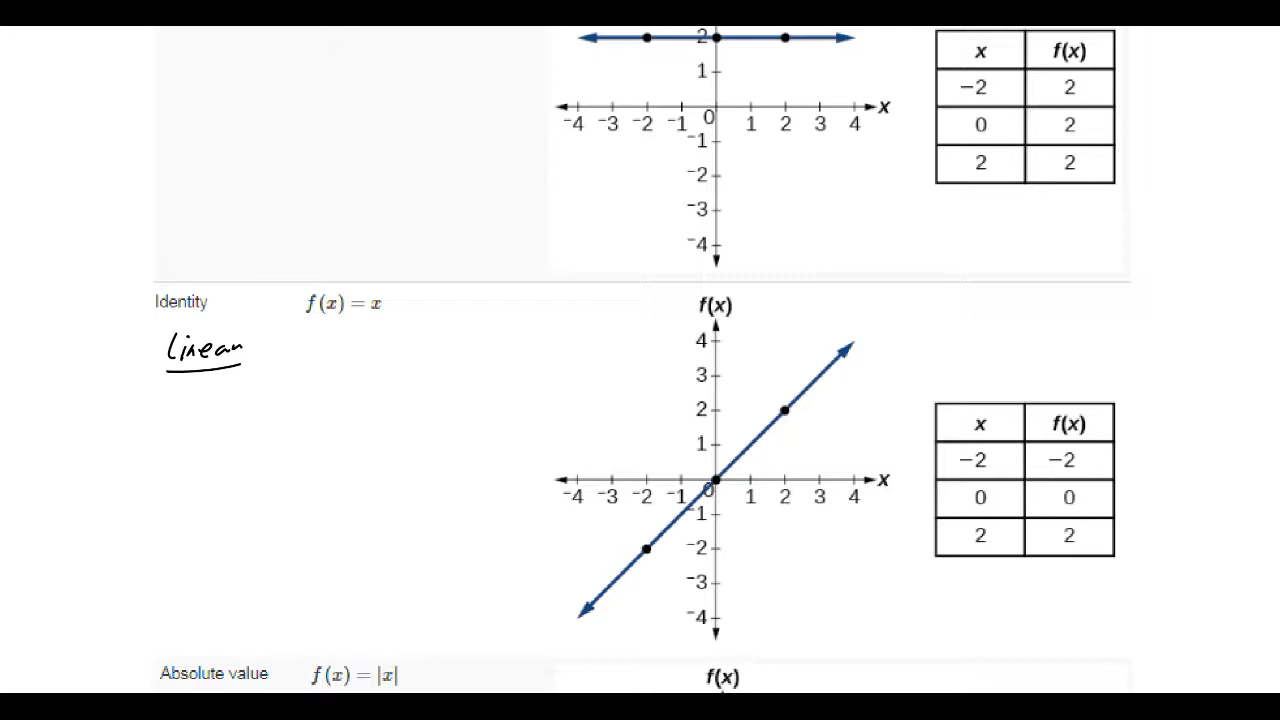 2
1
x
-4 -3 -2 -1 0 1 2 3 4
-1
-2
-3
-4
x f(x)
−2 2
0 2
2 2
Identity f(x) = x
Linear
f(x)
4
3
2
1
x
-4 -3 -2 -1 0 1 2 3 4
-1
-2
-3
-4
x f(x)
−2 −2
0 0
2 2
Absolute value f(x) = |x|
f(x)